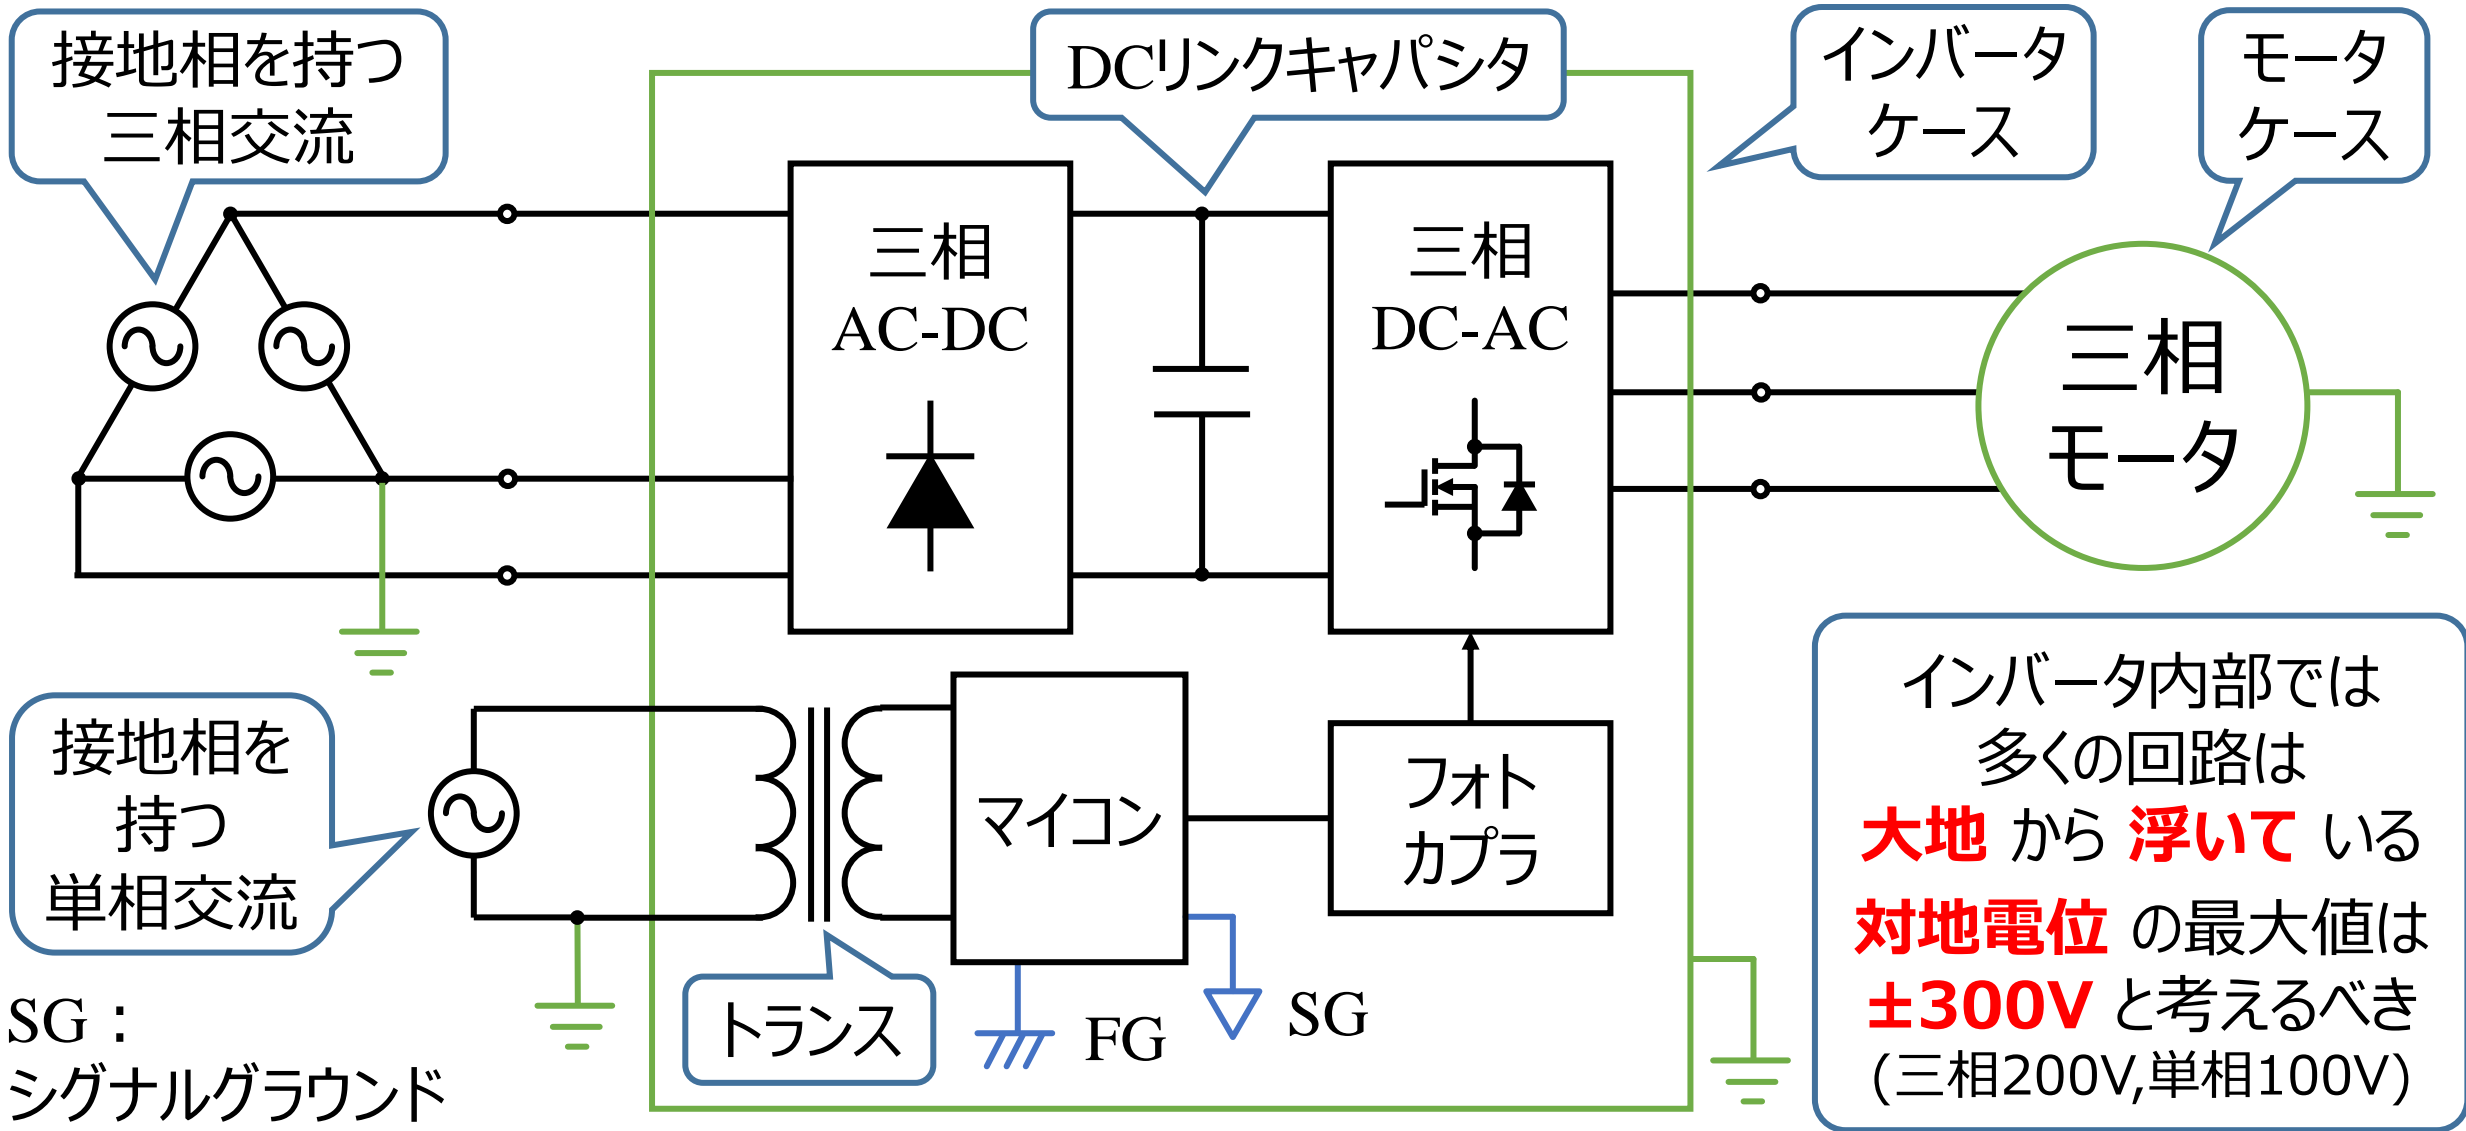 接地相を持つ
三相交流
DCリンクキャパシタ
インバータ
ケース
モータ
ケース
三相
AC-DC
三相
DC-AC
三相
モータ
接地相を
持つ
単相交流
マイコン
フォト
カプラ
トランス
FG
SG
SG：
シグナルグラウンド
インバータ内部では
多くの回路は
大地 から 浮いて いる
対地電位 の最大値は
±300V と考えるべき
(三相200V,単相100V)